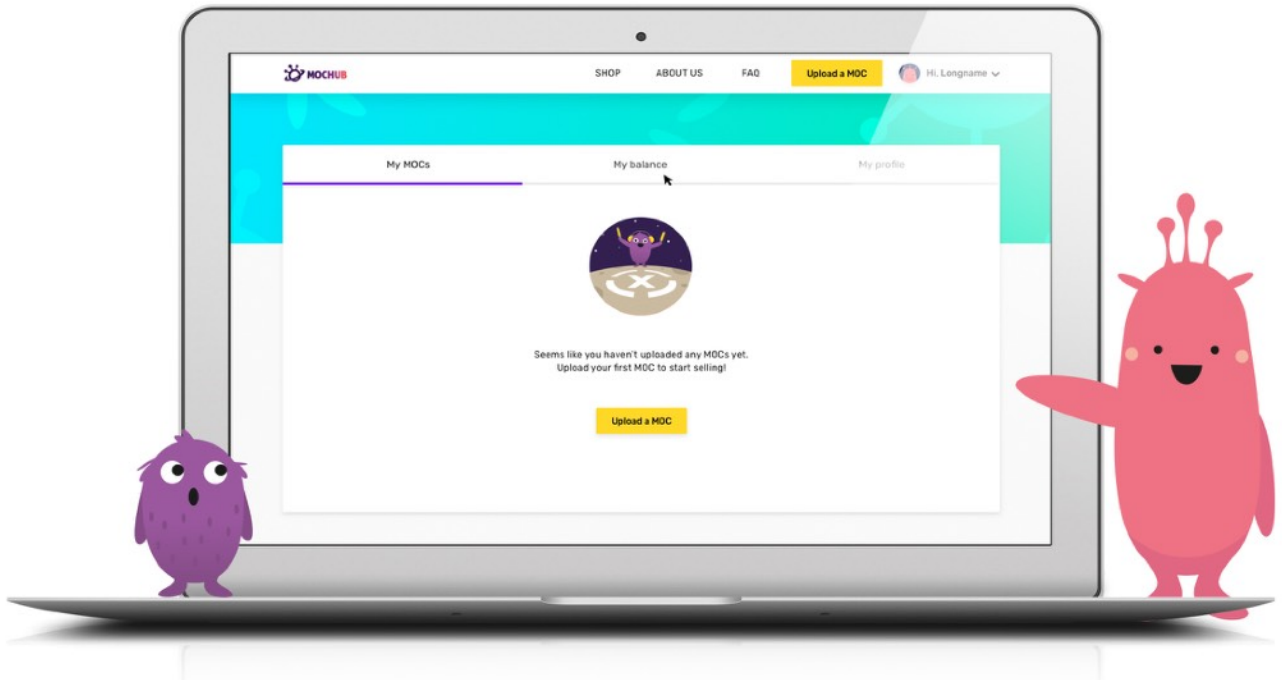 MOCHUB
SHOP ABOUT US FAQ Upload a MOC Hi, Longname
My MOCs My balance My profile
Seems like you haven't uploaded any MOCs yet.
Upload your first MOC to start selling!
Upload a MOC